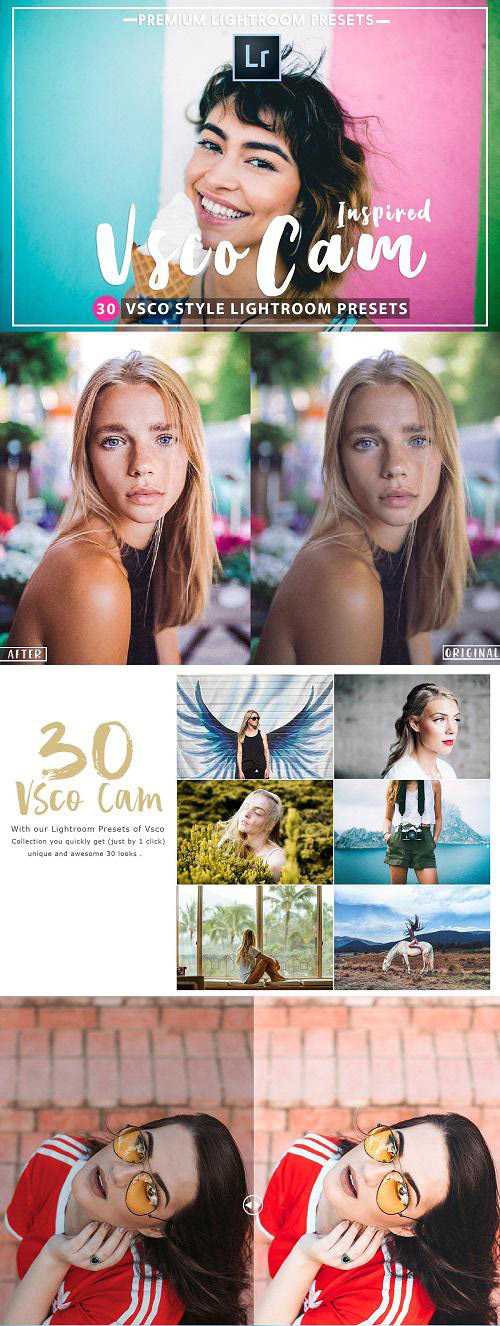 PREMIUM LIGHTROOM PRESETS
Lr
Inspired
Vsco Cam
30 VSCO STYLE LIGHTROOM PRESETS
AFTER
ORIGINAL
30
Vsco Cam
With our Lightroom Presets of Vsco
Collection you quickly get (just by 1 click)
unique and awesome 30 looks .